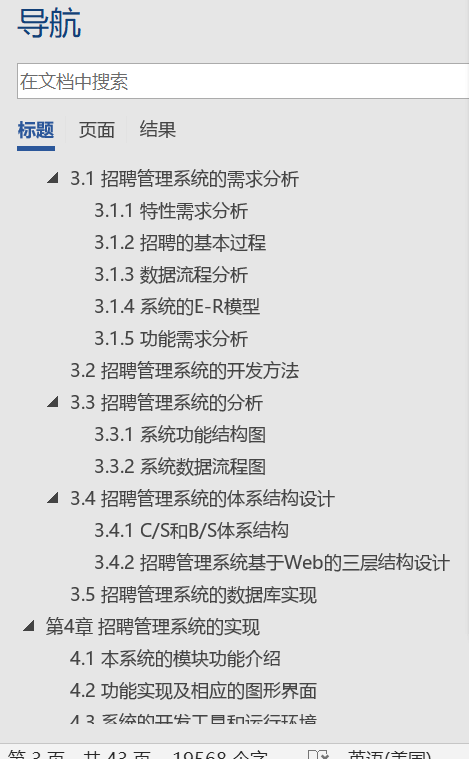 导航
在文档中搜索
标题 页面 结果
3.1 招聘管理系统的需求分析
3.1.1 特性需求分析
3.1.2 招聘的基本过程
3.1.3 数据流程分析
3.1.4 系统的E-R模型
3.1.5 功能需求分析
3.2 招聘管理系统的开发方法
3.3 招聘管理系统的分析
3.3.1 系统功能结构图
3.3.2 系统数据流程图
3.4 招聘管理系统的体系结构设计
3.4.1 C/S和B/S体系结构
3.4.2 招聘管理系统基于Web的三层结构设计
3.5 招聘管理系统的数据库实现
第4章 招聘管理系统的实现
4.1 本系统的模块功能介绍
4.2 功能实现及相应的图形界面
4.3 系统的开发工具和运行环境
第 3 页，共 43 页 19568 个字 英语(美国)